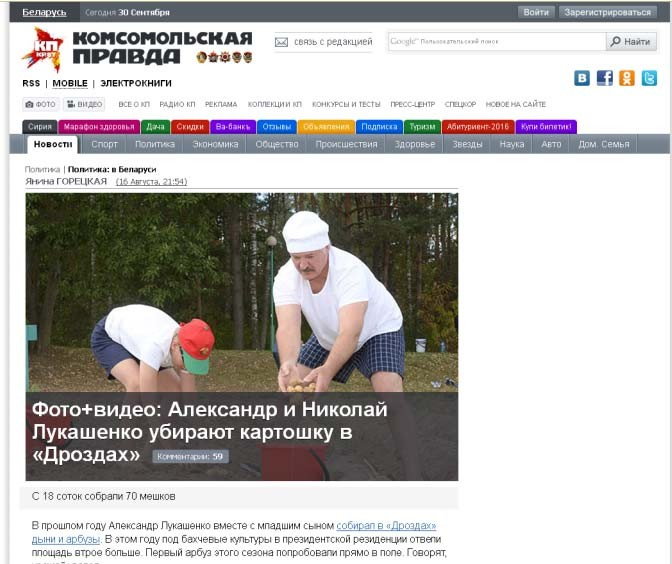 Беларусь Сегодня 30 Сентября Войти Зарегистрироваться
КП КРЯУ
КОМСОМОЛЬСКАЯ
ПРАВДА
связь с редакцией
Google™ Пользовательский поиск Найти
RSS | MOBILE | ЭЛЕКТРОКНИГИ
ФОТО ВИДЕО ВСЕ О КП РАДИО КП РЕКЛАМА КОЛЛЕКЦИИ КП КОНКУРСЫ И ТЕСТЫ ПРЕСС-ЦЕНТР СПЕЦКОР НОВОЕ НА САЙТЕ
Сирия Марафон здоровья Дача Скидки Ва-банкъ Отзывы Объявления Подписка Туризм Абитуриент-2016 Купи билетик!
Новости Спорт Политика Экономика Общество Происшествия Здоровье Звезды Наука Авто Дом. Семья
Политика | Политика: в Беларуси
Янина ГОРЕЦКАЯ (16 Августа, 21:54)
Фото+видео: Александр и Николай
Лукашенко убирают картошку в
«Дроздах» Комментарии: 59
С 18 соток собрали 70 мешков
В прошлом году Александр Лукашенко вместе с младшим сыном собирал в «Дроздах»
дыни и арбузы. В этом году под бахчевые культуры в президентской резиденции отвели
площадь втрое больше. Первый арбуз этого сезона попробовали прямо в поле. Говорят,